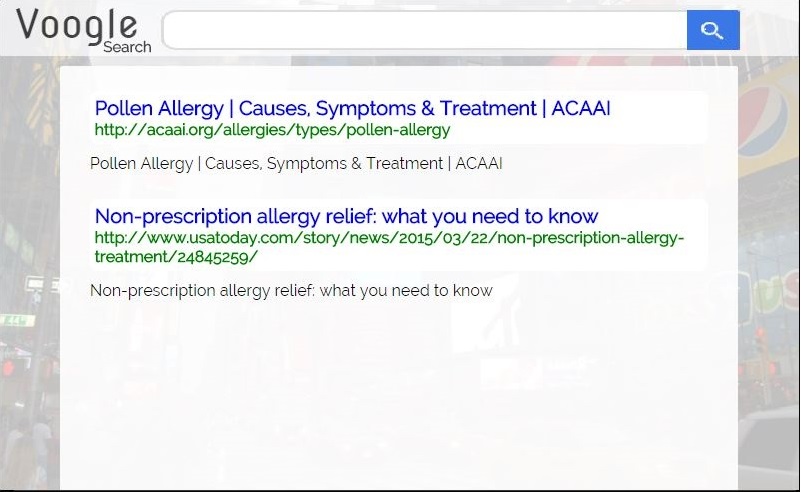 Voogle
Search
Pollen Allergy | Causes, Symptoms & Treatment | ACAAI
http://acaai.org/allergies/types/pollen-allergy
Pollen Allergy | Causes, Symptoms & Treatment | ACAAI
Non-prescription allergy relief: what you need to know
http://www.usatoday.com/story/news/2015/03/22/non-prescription-allergy-
treatment/24845259/
Non-prescription allergy relief: what you need to know